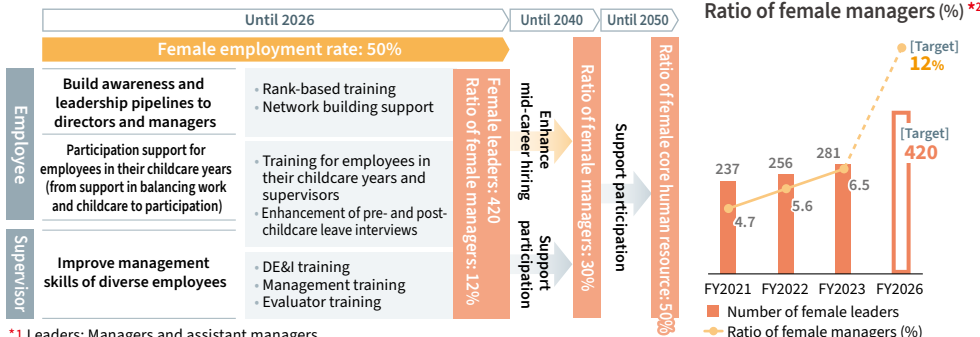 Until 2026
Until 2040
Until 2050
Female employment rate: 50%
Employee
Build awareness and
leadership pipelines to
directors and managers
• Rank-based training
• Network building support
Participation support for
employees in their childcare years
(from support in balancing work
and childcare to participation)
• Training for employees in
their childcare years and
supervisors
• Enhancement of pre- and post-
childcare leave interviews
Supervisor
Improve management
skills of diverse employees
• DE&I training
• Management training
• Evaluator training
Female leaders: 420
Ratio of female managers: 12%
Enhance
mid-career hiring
Support
participation
Ratio of female managers: 30%
Support participation
Ratio of female core human resource: 50%
*1 Leaders: Managers and assistant managers
Ratio of female managers (%) *2
[Target]
12%
[Target]
420
237
256
281
4.7
5.6
6.5
FY2021
FY2022
FY2023
FY2026
Number of female leaders
Ratio of female managers (%)